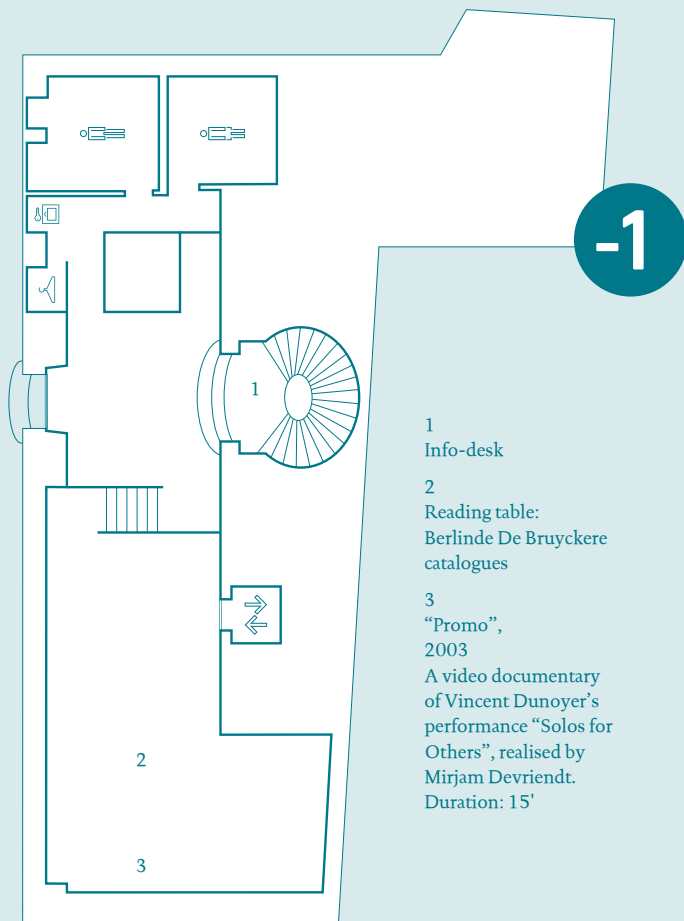 -1
1
2
3
1
Info-desk
2
Reading table:
Berlinde De Bruyckere
catalogues
3
“Promo”,
2003
A video documentary
of Vincent Dunoyer’s
performance “Solos for
Others”, realised by
Mirjam Devriendt.
Duration: 15'